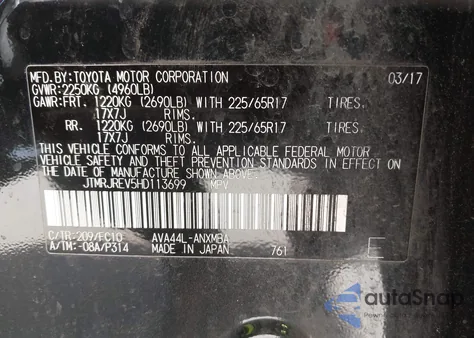 MFD.BY:TOYOTA MOTOR CORPORATION 03/17
GVWR:2250KG (4960LB)
GAWR:FRT. 1220KG (2690LB) WITH 225/65R17 TIRES.
17X7J RIMS.
RR. 1220KG (2690LB) WITH 225/65R17 TIRES.
17X7J RIMS.
THIS VEHICLE CONFORMS TO ALL APPLICABLE FEDERAL MOTOR
VEHICLE SAFETY AND THEFT PREVENTION STANDARDS IN EFFECT
ON THE DATE OF MANUFACTURE SHOWN ABOVE.
JTMRJREV5HD113699 MPV
C/TR:209/FC10 AVA44L-ANXMBA
A/TM:-08A/P314 MADE IN JAPAN 761 E
autoSnap